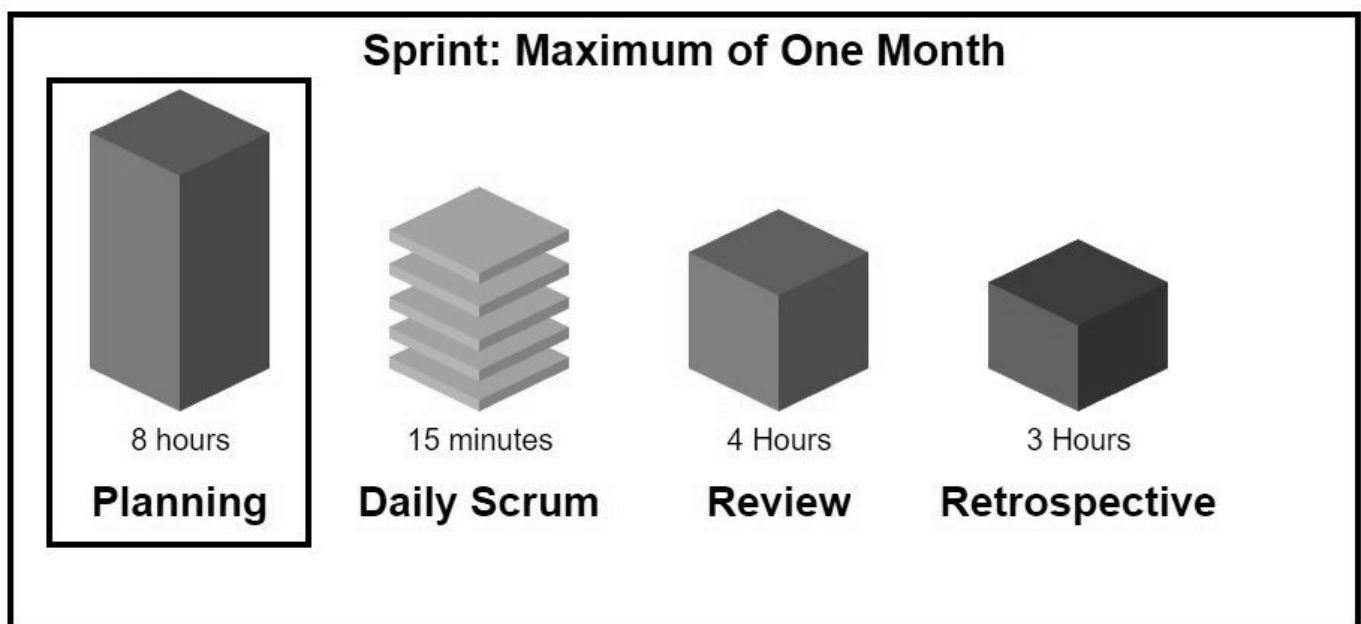 Sprint: Maximum of One Month
8 hours
Planning
15 minutes
Daily Scrum
4 Hours
Review
3 Hours
Retrospective